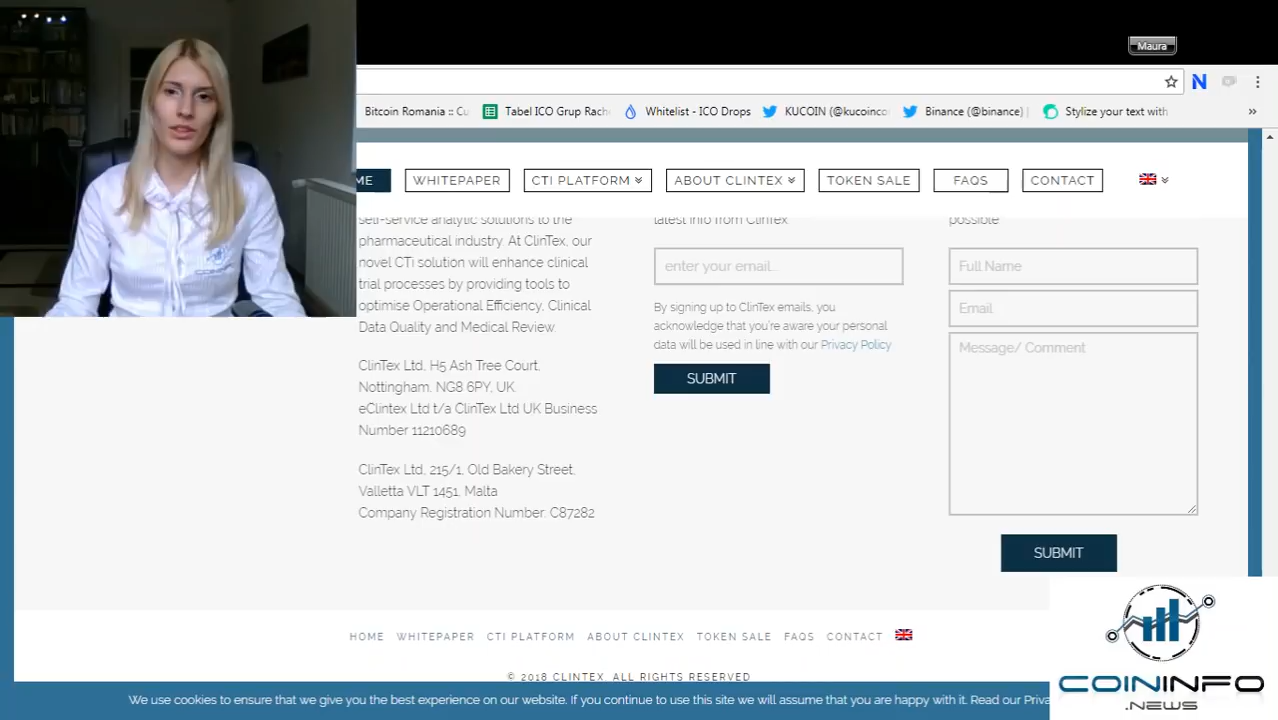 Maura
Bitcoin Romania :: Cu
Tabel ICO Grup Rache
Whitelist - ICO Drops
KUCOIN (@kucoincc
Binance (@binance) |
Stylize your text with
ME
WHITEPAPER
CTI PLATFORM
ABOUT CLINTEX
TOKEN SALE
FAQS
CONTACT
self-service analytic solutions to the
pharmaceutical industry. At ClinTex, our
novel CTi solution will enhance clinical
trial processes by providing tools to
optimise Operational Efficiency, Clinical
Data Quality and Medical Review.
ClinTex Ltd, H5 Ash Tree Court,
Nottingham. NG8 6PY, UK
eClintex Ltd t/a ClinTex Ltd UK Business
Number 11210689
ClinTex Ltd, 215/1, Old Bakery Street,
Valletta VLT 1451, Malta
Company Registration Number: C87282
latest info from ClinTex
enter your email...
By signing up to ClinTex emails, you
acknowledge that you're aware your personal
data will be used in line with our Privacy Policy
SUBMIT
possible
Full Name
Email
Message/ Comment
SUBMIT
HOME
WHITEPAPER
CTI PLATFORM
ABOUT CLINTEX
TOKEN SALE
FAQS
CONTACT
© 2018 CLINTEX. ALL RIGHTS RESERVED
We use cookies to ensure that we give you the best experience on our website. If you continue to use this site we will assume that you are happy with it. Read our Priva
COININFO
.NEWS